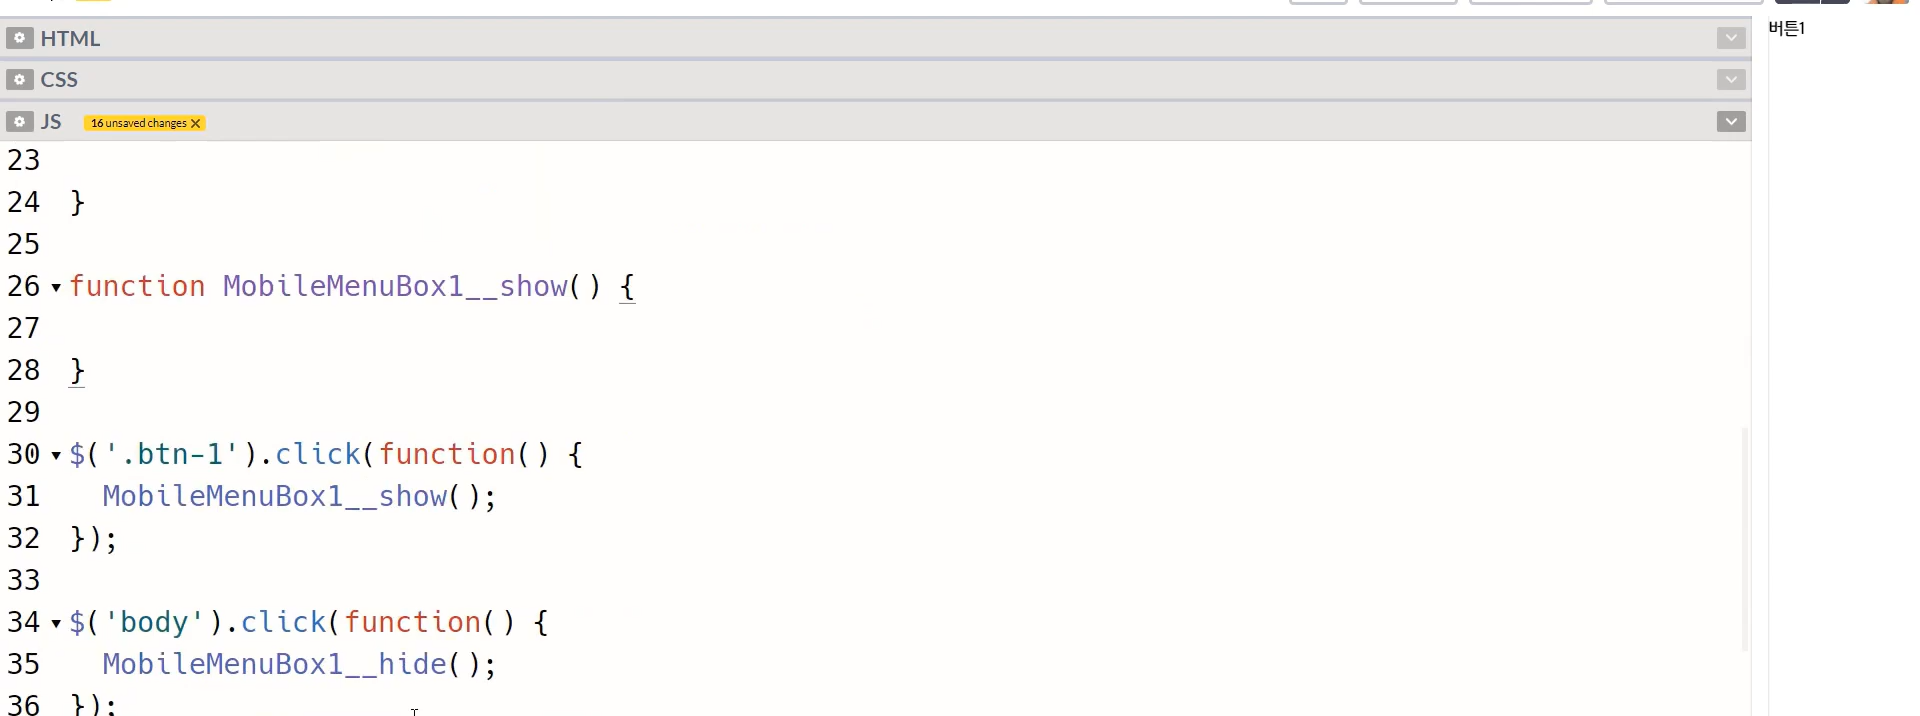 HTML
버튼1
CSS
JS 16 unsaved changes
23
24 }
25
26 function MobileMenuBox1__show() {
27
28 }
29
30 $('.btn-1').click(function() {
31 MobileMenuBox1__show();
32 });
33
34 $('body').click(function() {
35 MobileMenuBox1__hide();
36 });